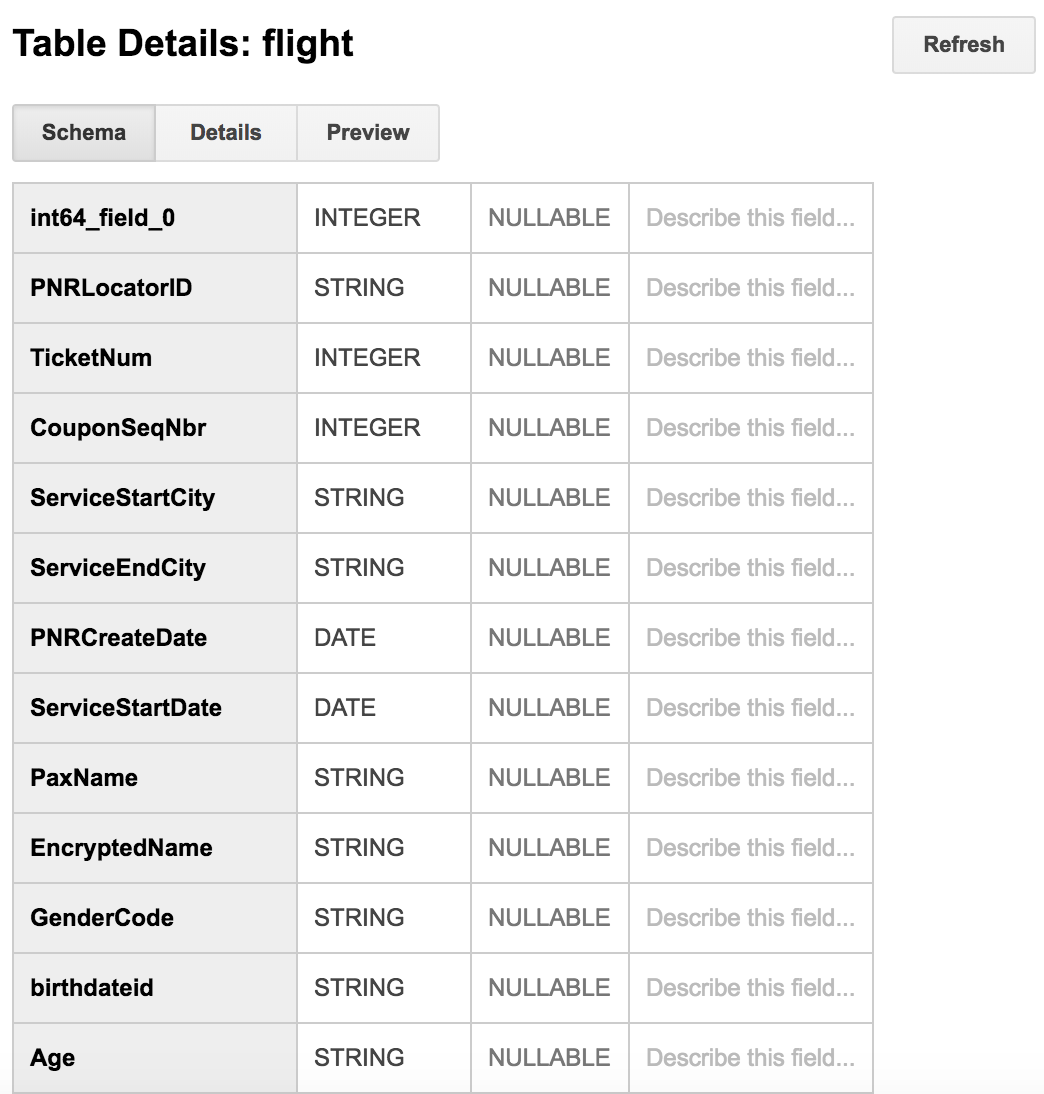 Table Details: flight
Refresh
Schema Details Preview
int64_field_0 INTEGER NULLABLE Describe this field...
PNRLocatorID STRING NULLABLE Describe this field...
TicketNum INTEGER NULLABLE Describe this field...
CouponSeqNbr INTEGER NULLABLE Describe this field...
ServiceStartCity STRING NULLABLE Describe this field...
ServiceEndCity STRING NULLABLE Describe this field...
PNRCreateDate DATE NULLABLE Describe this field...
ServiceStartDate DATE NULLABLE Describe this field...
PaxName STRING NULLABLE Describe this field...
EncryptedName STRING NULLABLE Describe this field...
GenderCode STRING NULLABLE Describe this field...
birthdateid STRING NULLABLE Describe this field...
Age STRING NULLABLE Describe this field...